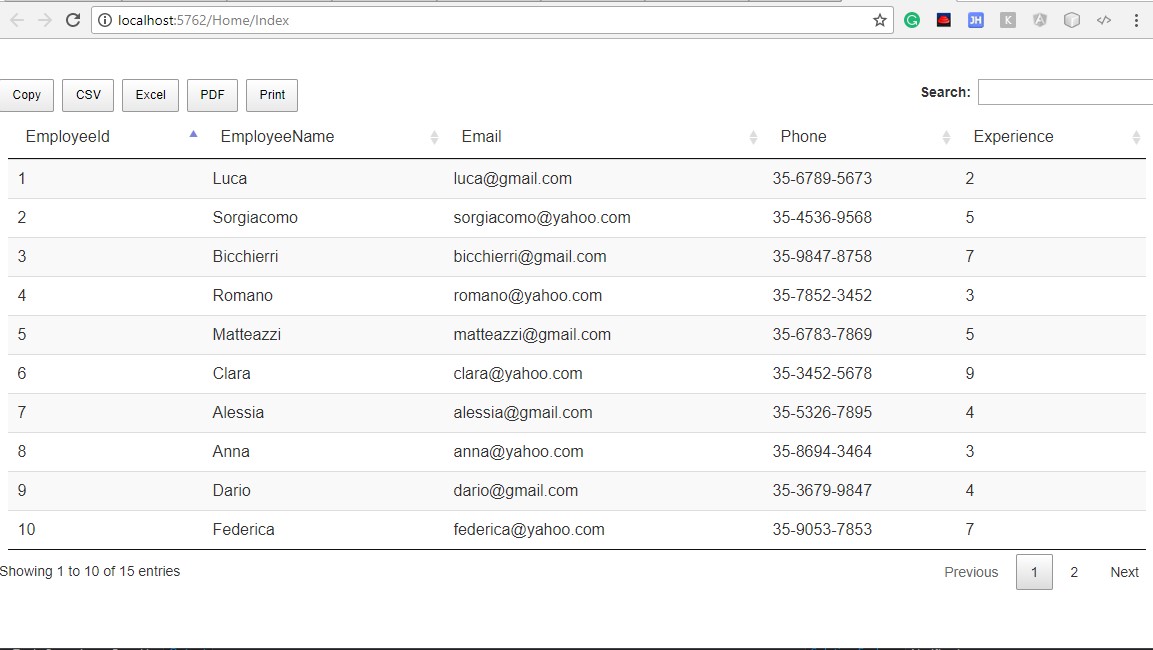 localhost:5762/Home/Index
JH K A </>
Copy CSV Excel PDF Print Search:
EmployeeId EmployeeName Email Phone Experience
1 Luca luca@gmail.com 35-6789-5673 2
2 Sorgiacomo sorgiacomo@yahoo.com 35-4536-9568 5
3 Bicchierri bicchierri@gmail.com 35-9847-8758 7
4 Romano romano@yahoo.com 35-7852-3452 3
5 Matteazzi matteazzi@gmail.com 35-6783-7869 5
6 Clara clara@yahoo.com 35-3452-5678 9
7 Alessia alessia@gmail.com 35-5326-7895 4
8 Anna anna@yahoo.com 35-8694-3464 3
9 Dario dario@gmail.com 35-3679-9847 4
10 Federica federica@yahoo.com 35-9053-7853 7
Showing 1 to 10 of 15 entries Previous 1 2 Next